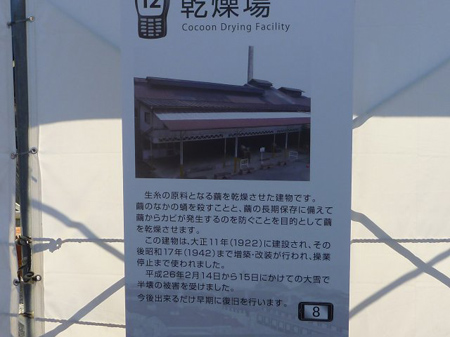 12
乾燥場
Cocoon Drying Facility
生糸の原料となる繭を乾燥させた建物です。
繭のなかの蛹を殺すことと、繭の長期保存に備えて
繭からカビが発生するのを防ぐことを目的として繭
を乾燥させます。
この建物は、大正11年(1922)に建設され、その
後昭和17年(1942)まで増築・改装が行われ、操業
停止まで使われました。
平成26年2月14日から15日にかけての大雪で
半壊の被害を受けました。
今後出来るだけ早期に復旧を行います。
8